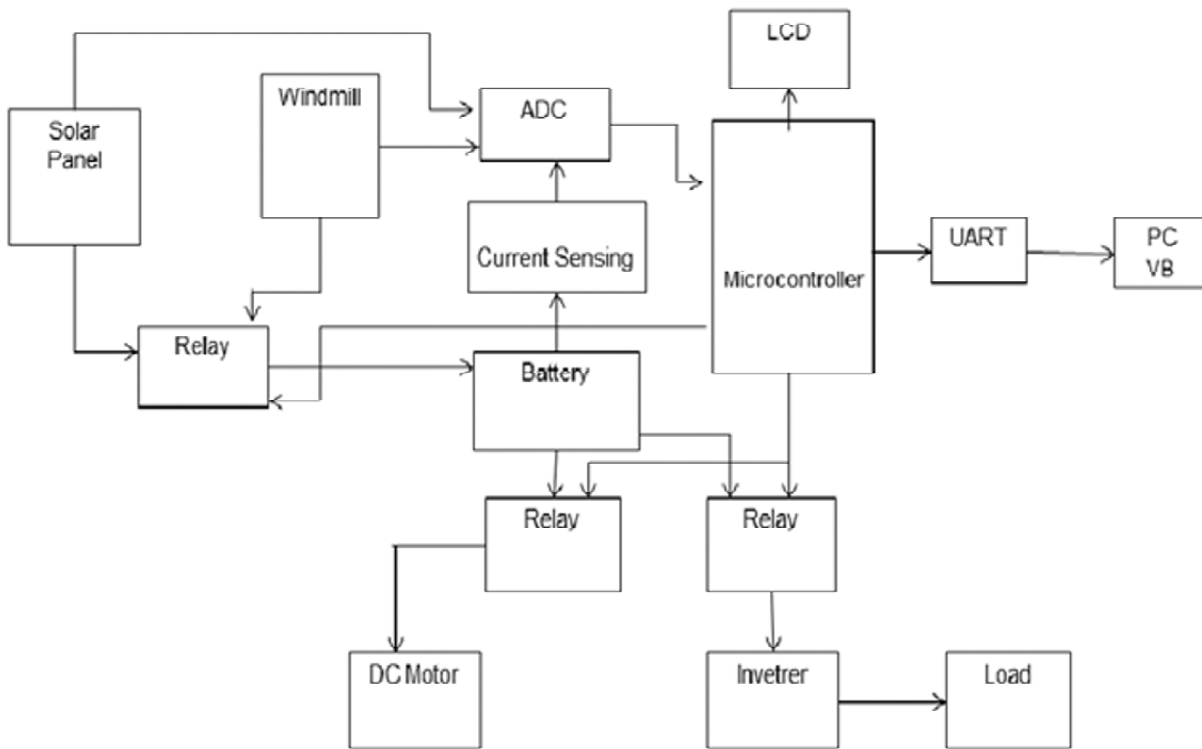 LCD
Windmill
ADC
Solar
Panel
Current Sensing
Microcontroller
UART
PC
VB
Relay
Battery
Relay
Relay
DC Motor
Invetrer
Load